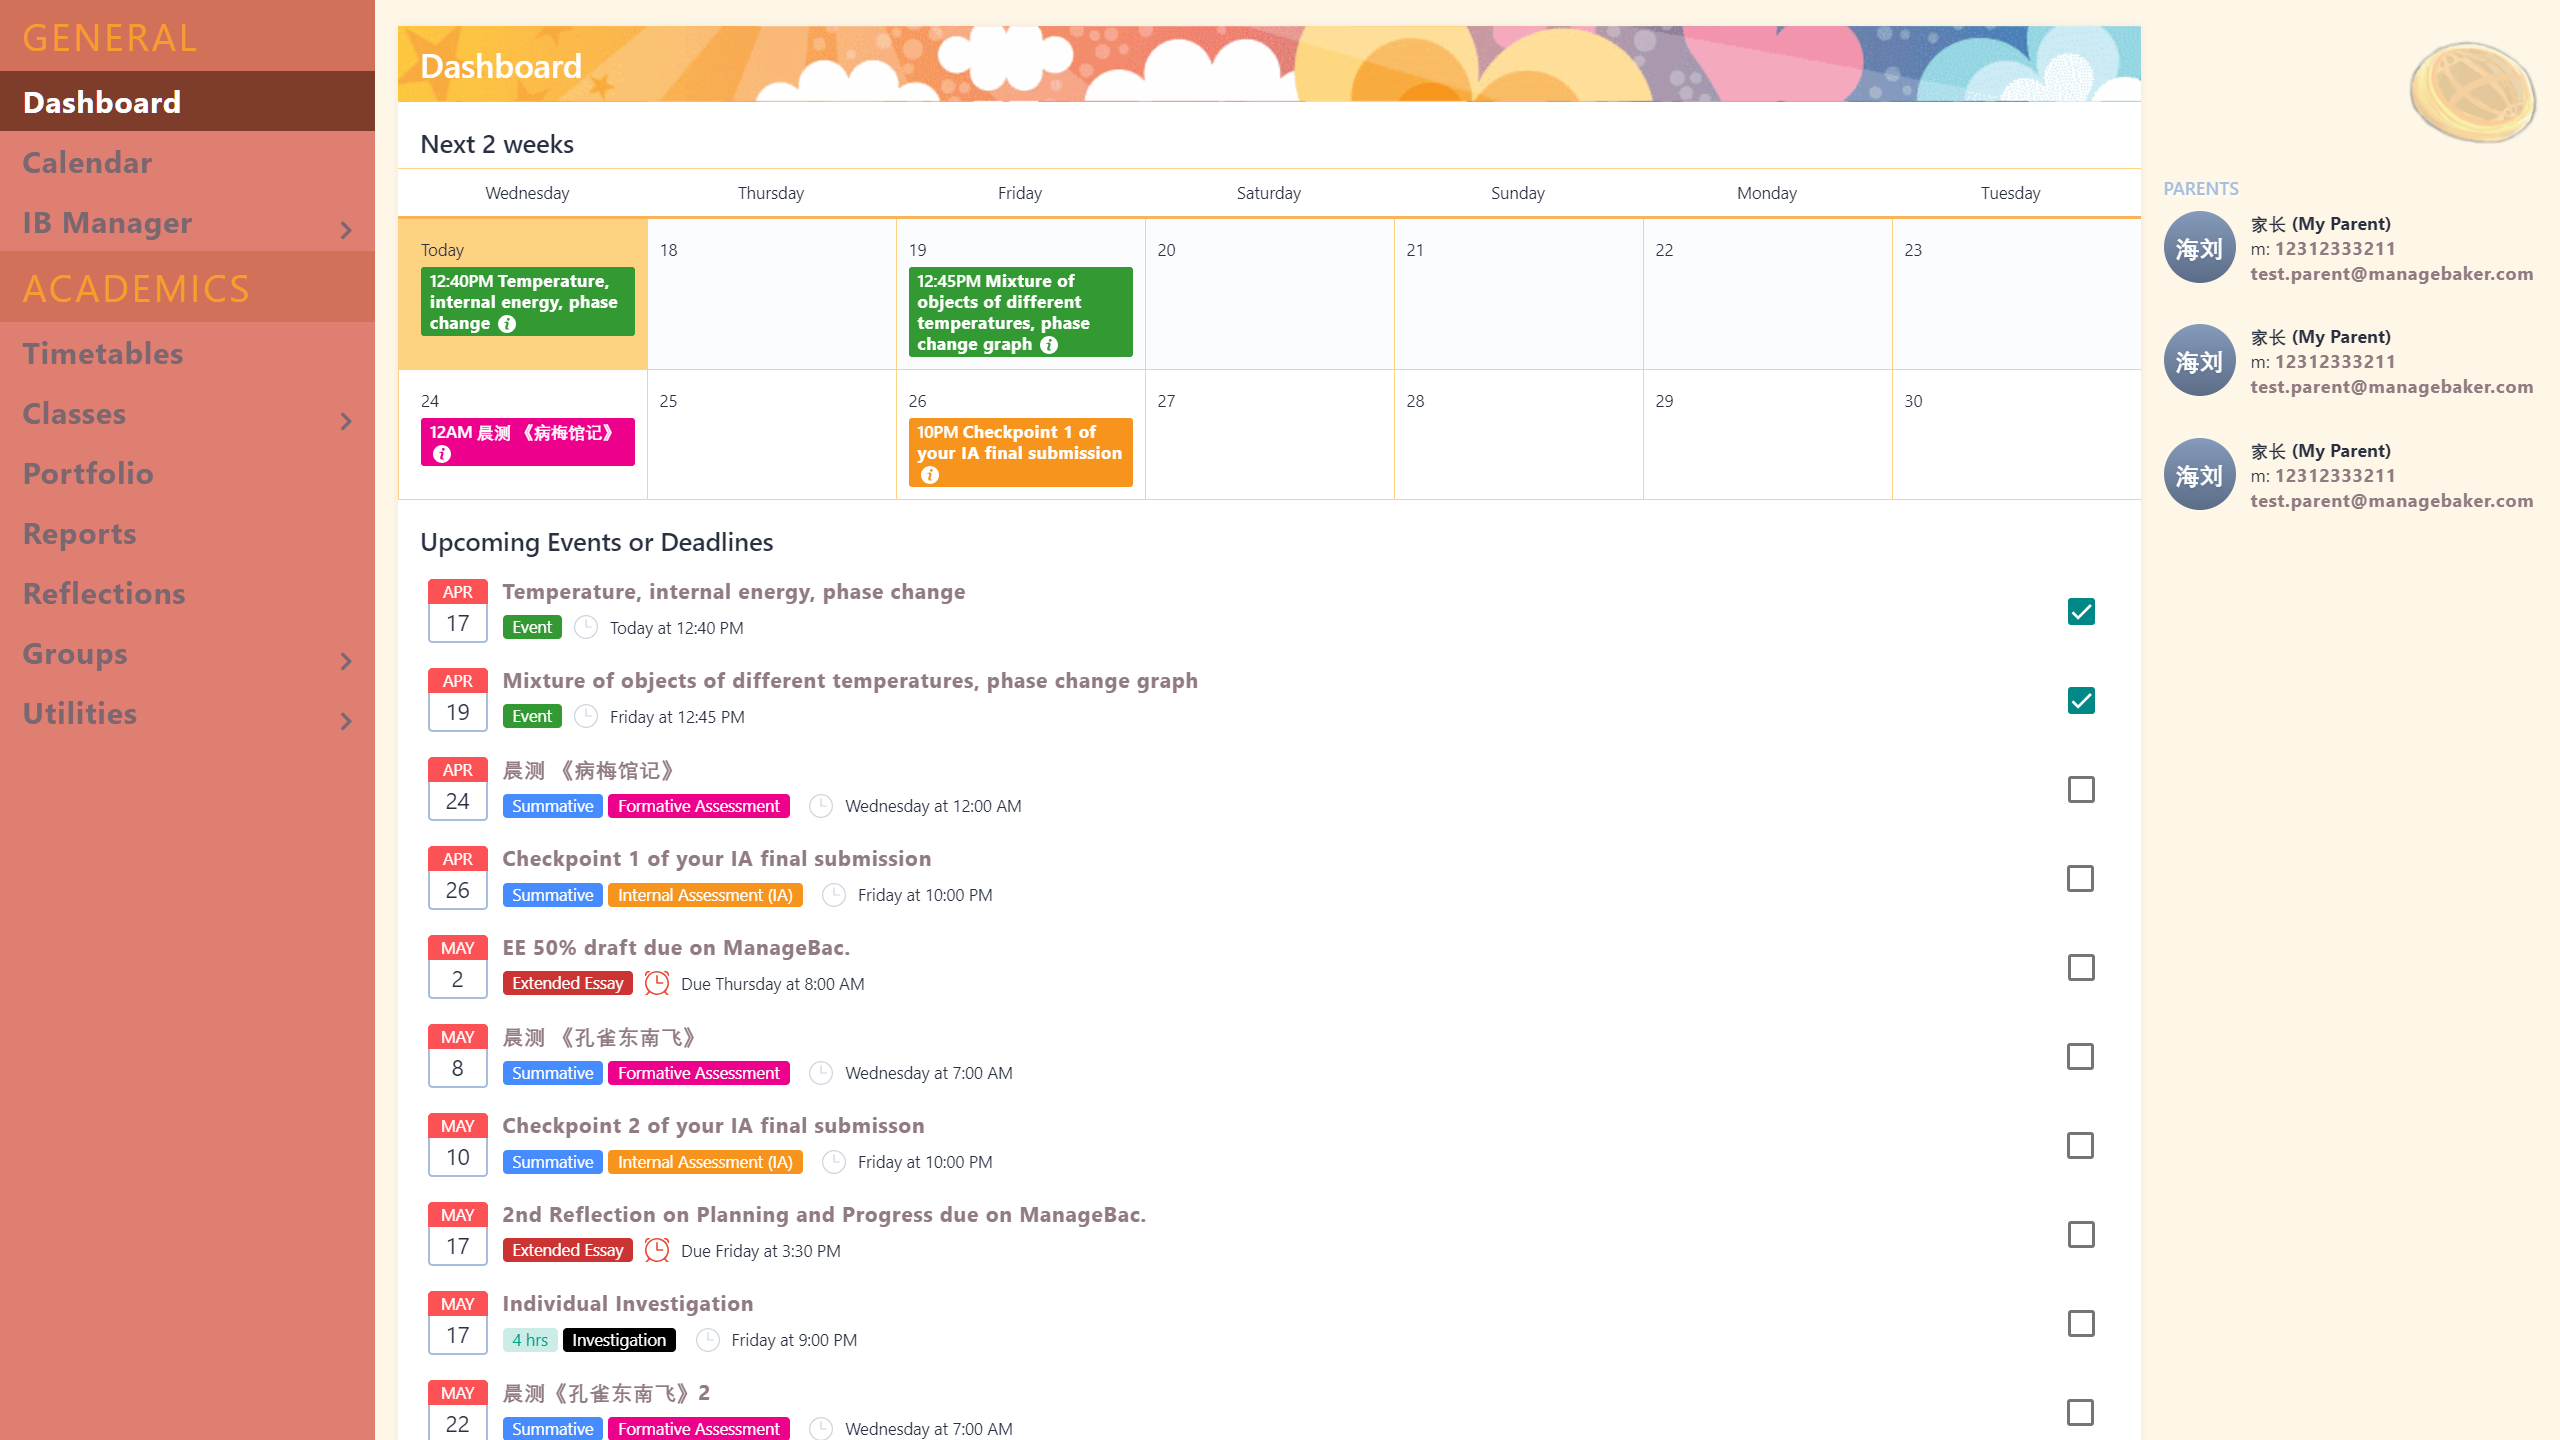 GENERAL
Dashboard
Calendar
IB Manager
ACADEMICS
Timetables
Classes
Portfolio
Reports
Reflections
Groups
Utilities
Dashboard
Next 2 weeks
Wednesday Thursday Friday Saturday Sunday Monday Tuesday
Today 18 19 20 21 22 23
12:40PM Temperature,
internal energy, phase
change
12:45PM Mixture of
objects of different
temperatures, phase
change graph
24 25 26 27 28 29 30
12AM 晨测 《病梅馆记》
10PM Checkpoint 1 of
your IA final submission
Upcoming Events or Deadlines
APR
17
Temperature, internal energy, phase change
Event Today at 12:40 PM
APR
19
Mixture of objects of different temperatures, phase change graph
Event Friday at 12:45 PM
APR
24
晨测 《病梅馆记》
Summative Formative Assessment Wednesday at 12:00 AM
APR
26
Checkpoint 1 of your IA final submission
Summative Internal Assessment (IA) Friday at 10:00 PM
MAY
2
EE 50% draft due on ManageBac.
Extended Essay Due Thursday at 8:00 AM
MAY
8
晨测 《孔雀东南飞》
Summative Formative Assessment Wednesday at 7:00 AM
MAY
10
Checkpoint 2 of your IA final submisson
Summative Internal Assessment (IA) Friday at 10:00 PM
MAY
17
2nd Reflection on Planning and Progress due on ManageBac.
Extended Essay Due Friday at 3:30 PM
MAY
17
Individual Investigation
4 hrs Investigation Friday at 9:00 PM
MAY
22
晨测《孔雀东南飞》2
Summative Formative Assessment Wednesday at 7:00 AM
PARENTS
海刘
家长 (My Parent)
m: 12312333211
test.parent@managebaker.com
海刘
家长 (My Parent)
m: 12312333211
test.parent@managebaker.com
海刘
家长 (My Parent)
m: 12312333211
test.parent@managebaker.com